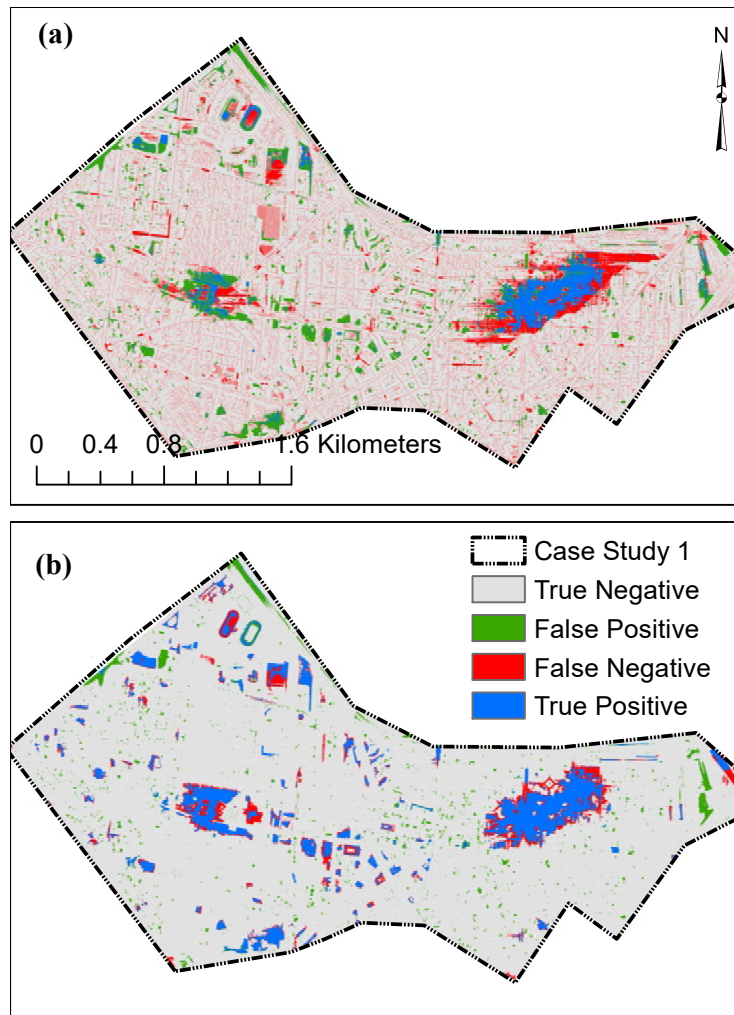 (a)
N
0 0.4 0.8 1.6 Kilometers
(b)
Case Study 1
True Negative
False Positive
False Negative
True Positive